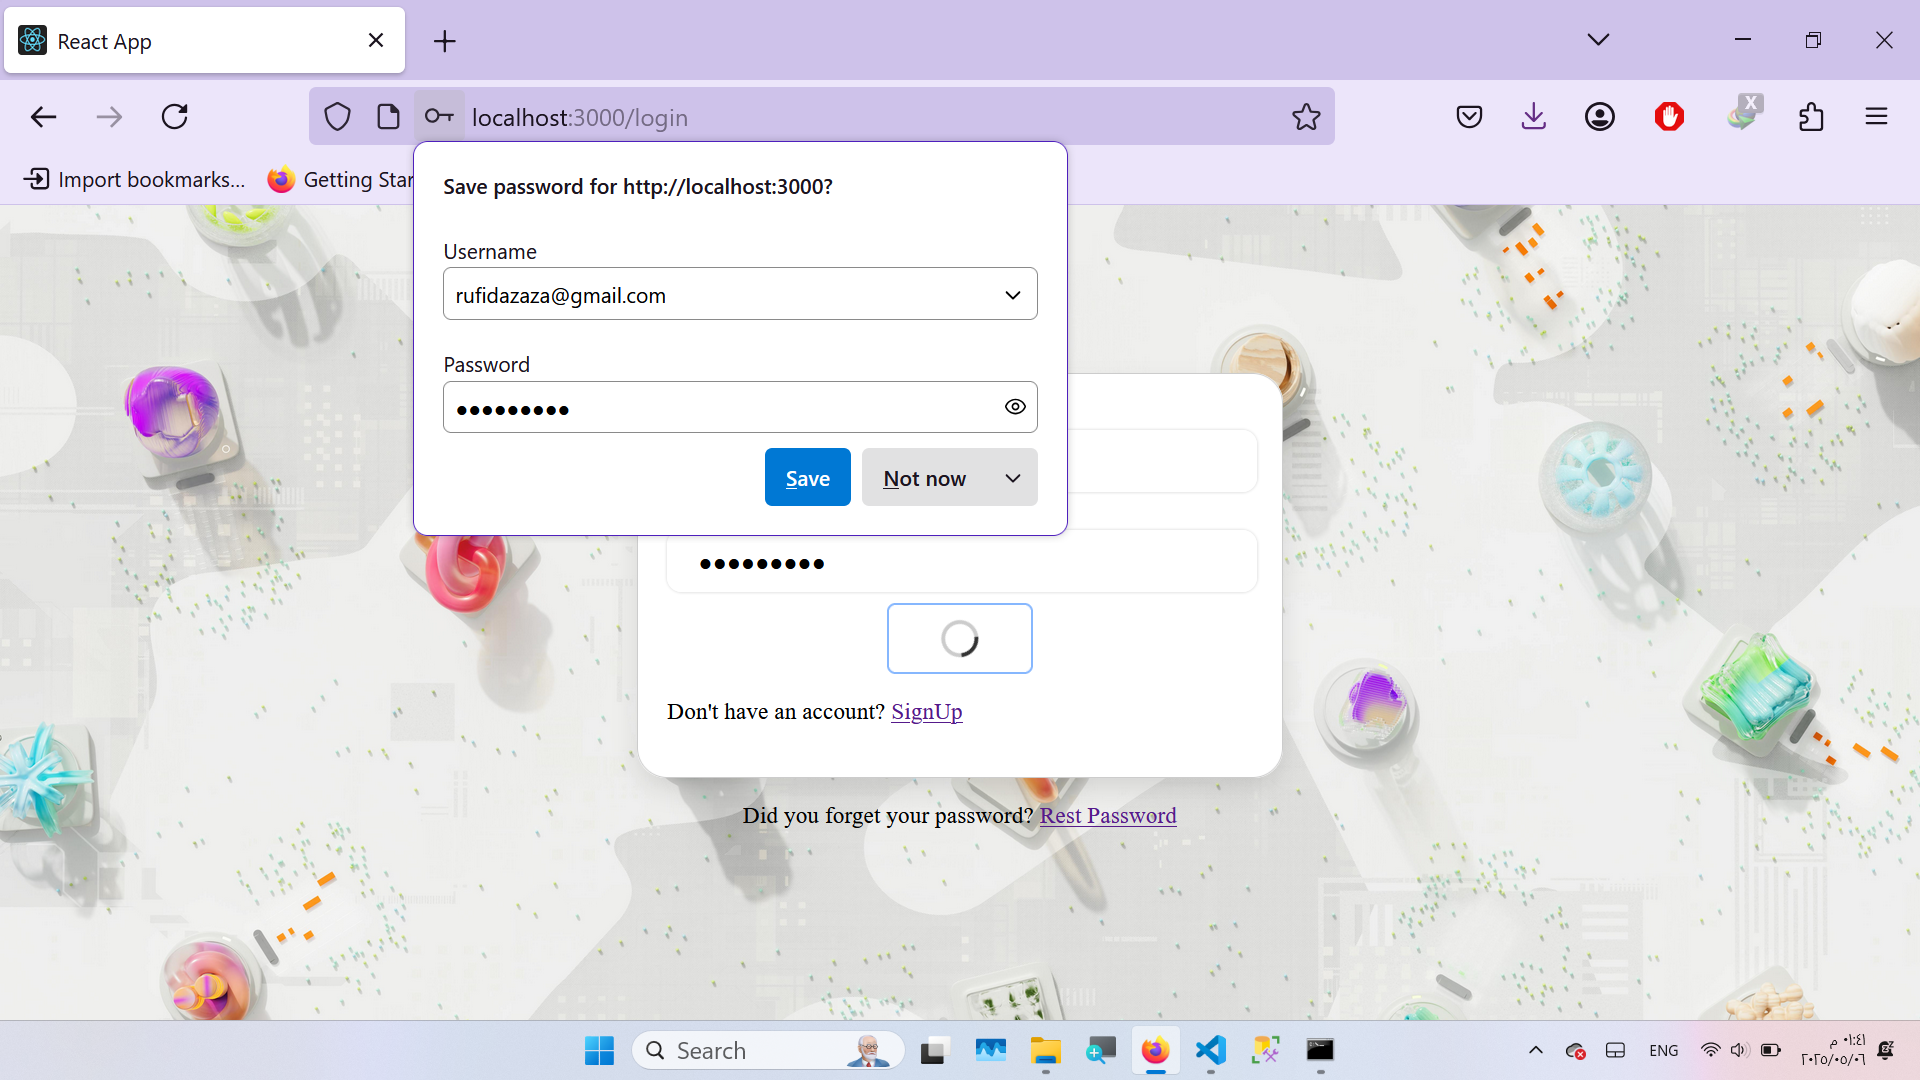 React App
localhost:3000/login
X
Import bookmarks...
Getting Star
Save password for http://localhost:3000?
Username
rufidazaza@gmail.com
Password
●●●●●●●●●
Save
Not now
●●●●●●●●●
Don't have an account? SignUp
Did you forget your password? Rest Password
Search
ENG
٠١:٤١ م
٢٠٢٥/٠٥/٠٦